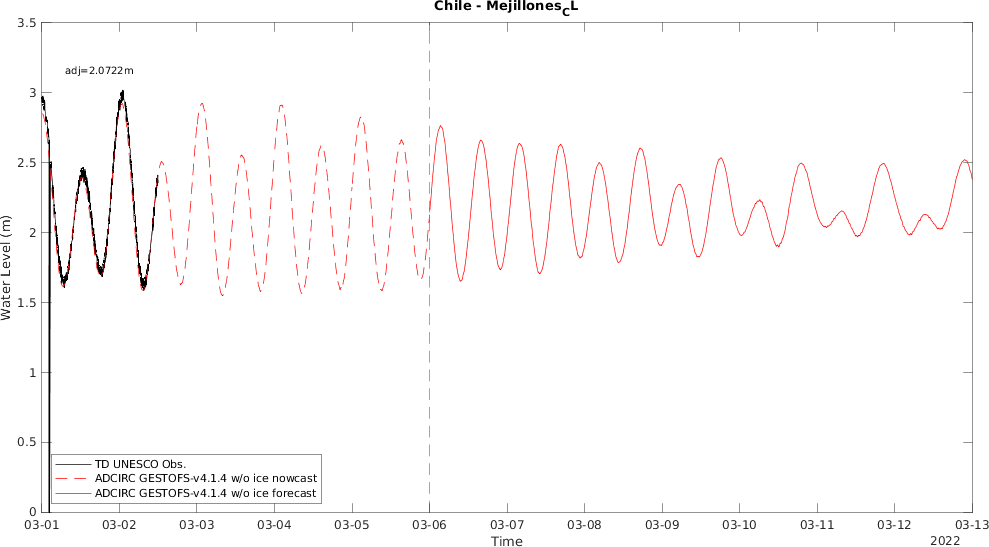 Chile - Mejillones_CL
3.5
3
2.5
2
1.5
1
0.5
0
Water Level (m)
adj=2.0722m
TD UNESCO Obs.
ADCIRC GESTOFS-v4.1.4 w/o ice nowcast
ADCIRC GESTOFS-v4.1.4 w/o ice forecast
03-01 03-02 03-03 03-04 03-05 03-06 03-07 03-08 03-09 03-10 03-11 03-12 03-13
Time
2022